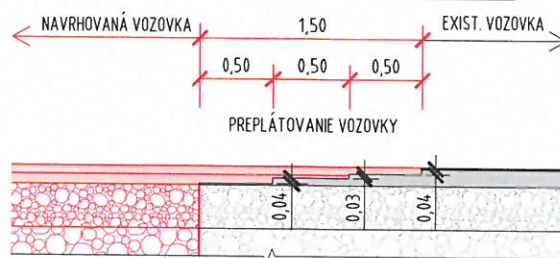 NAVRHOVANÁ VOZOVKA 1,50 EXIST. VOZOVKA
0,50 0,50 0,50
PREPLÁTOVANIE VOZOVKY
0,04 0,03 0,04